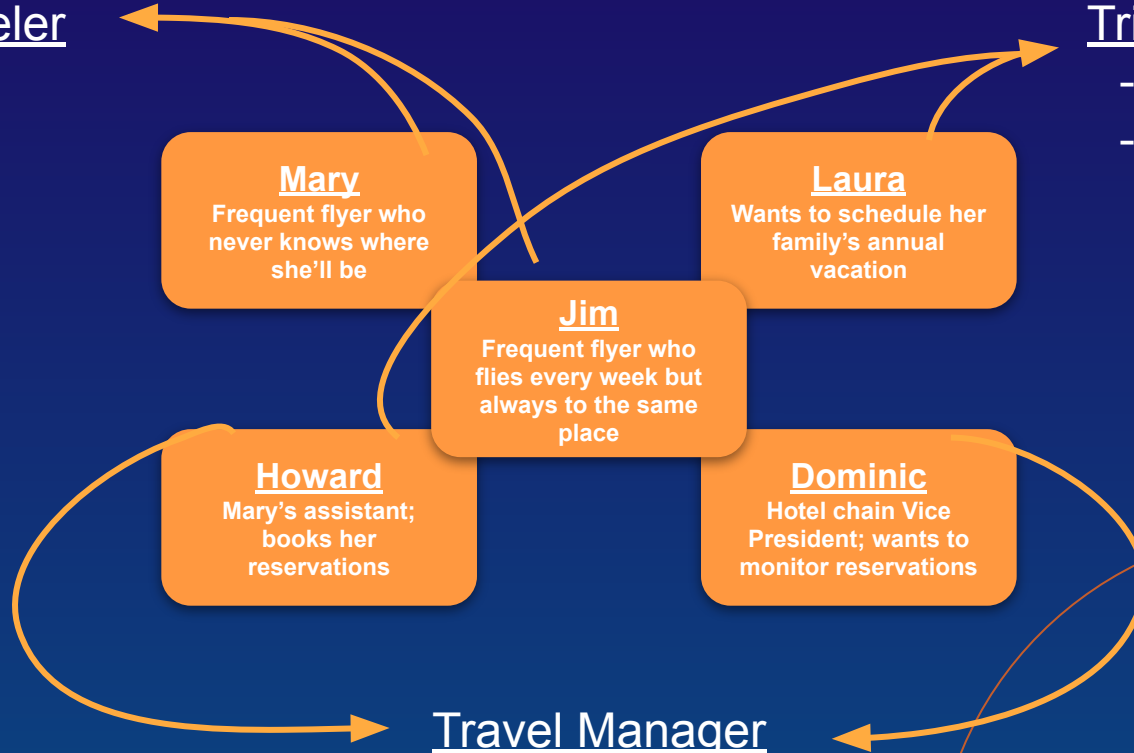 eler
Tri
-
-
Mary
Frequent flyer who
never knows where
she'll be
Laura
Wants to schedule her
family's annual
vacation
Jim
Frequent flyer who
flies every week but
always to the same
place
Howard
Mary's assistant;
books her
reservations
Dominic
Hotel chain Vice
President; wants to
monitor reservations
Travel Manager